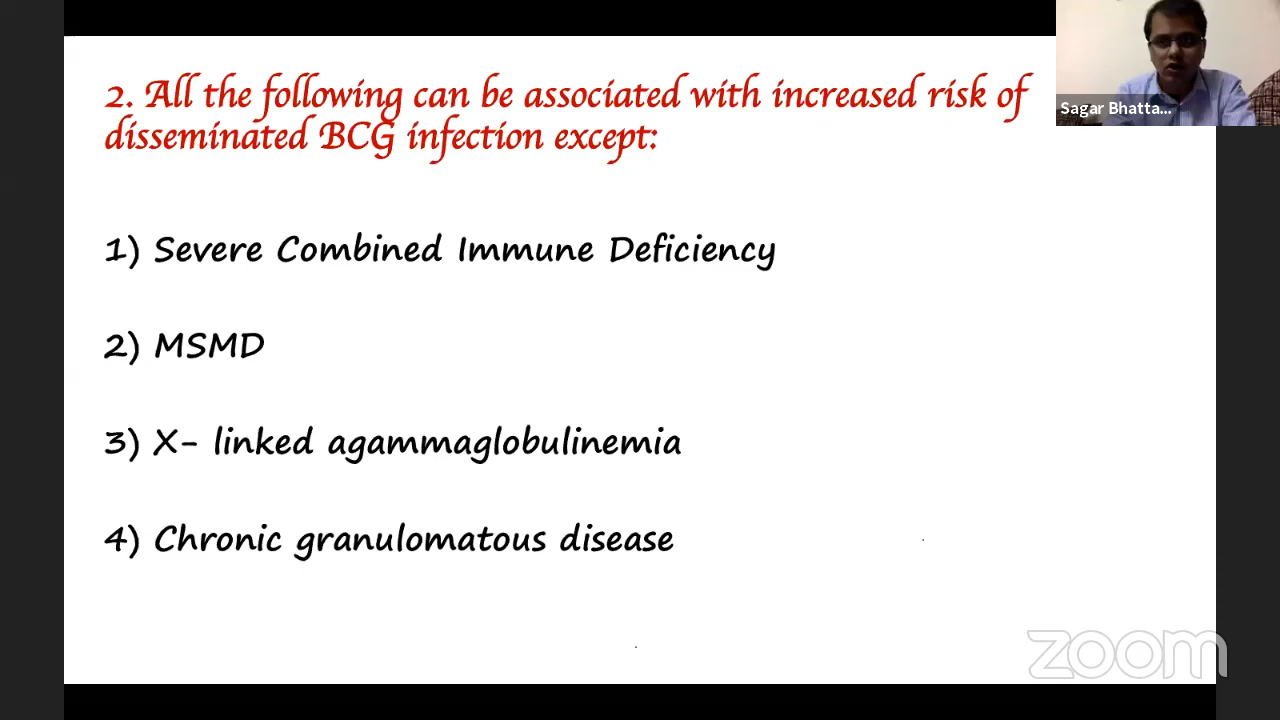 2. All the following can be associated with increased risk of
disseminated BCG infection except:
Sagar Bhatta...
1) Severe Combined Immune Deficiency
2) MSMD
3) X- linked agammaglobulinemia
4) Chronic granulomatous disease
zoom